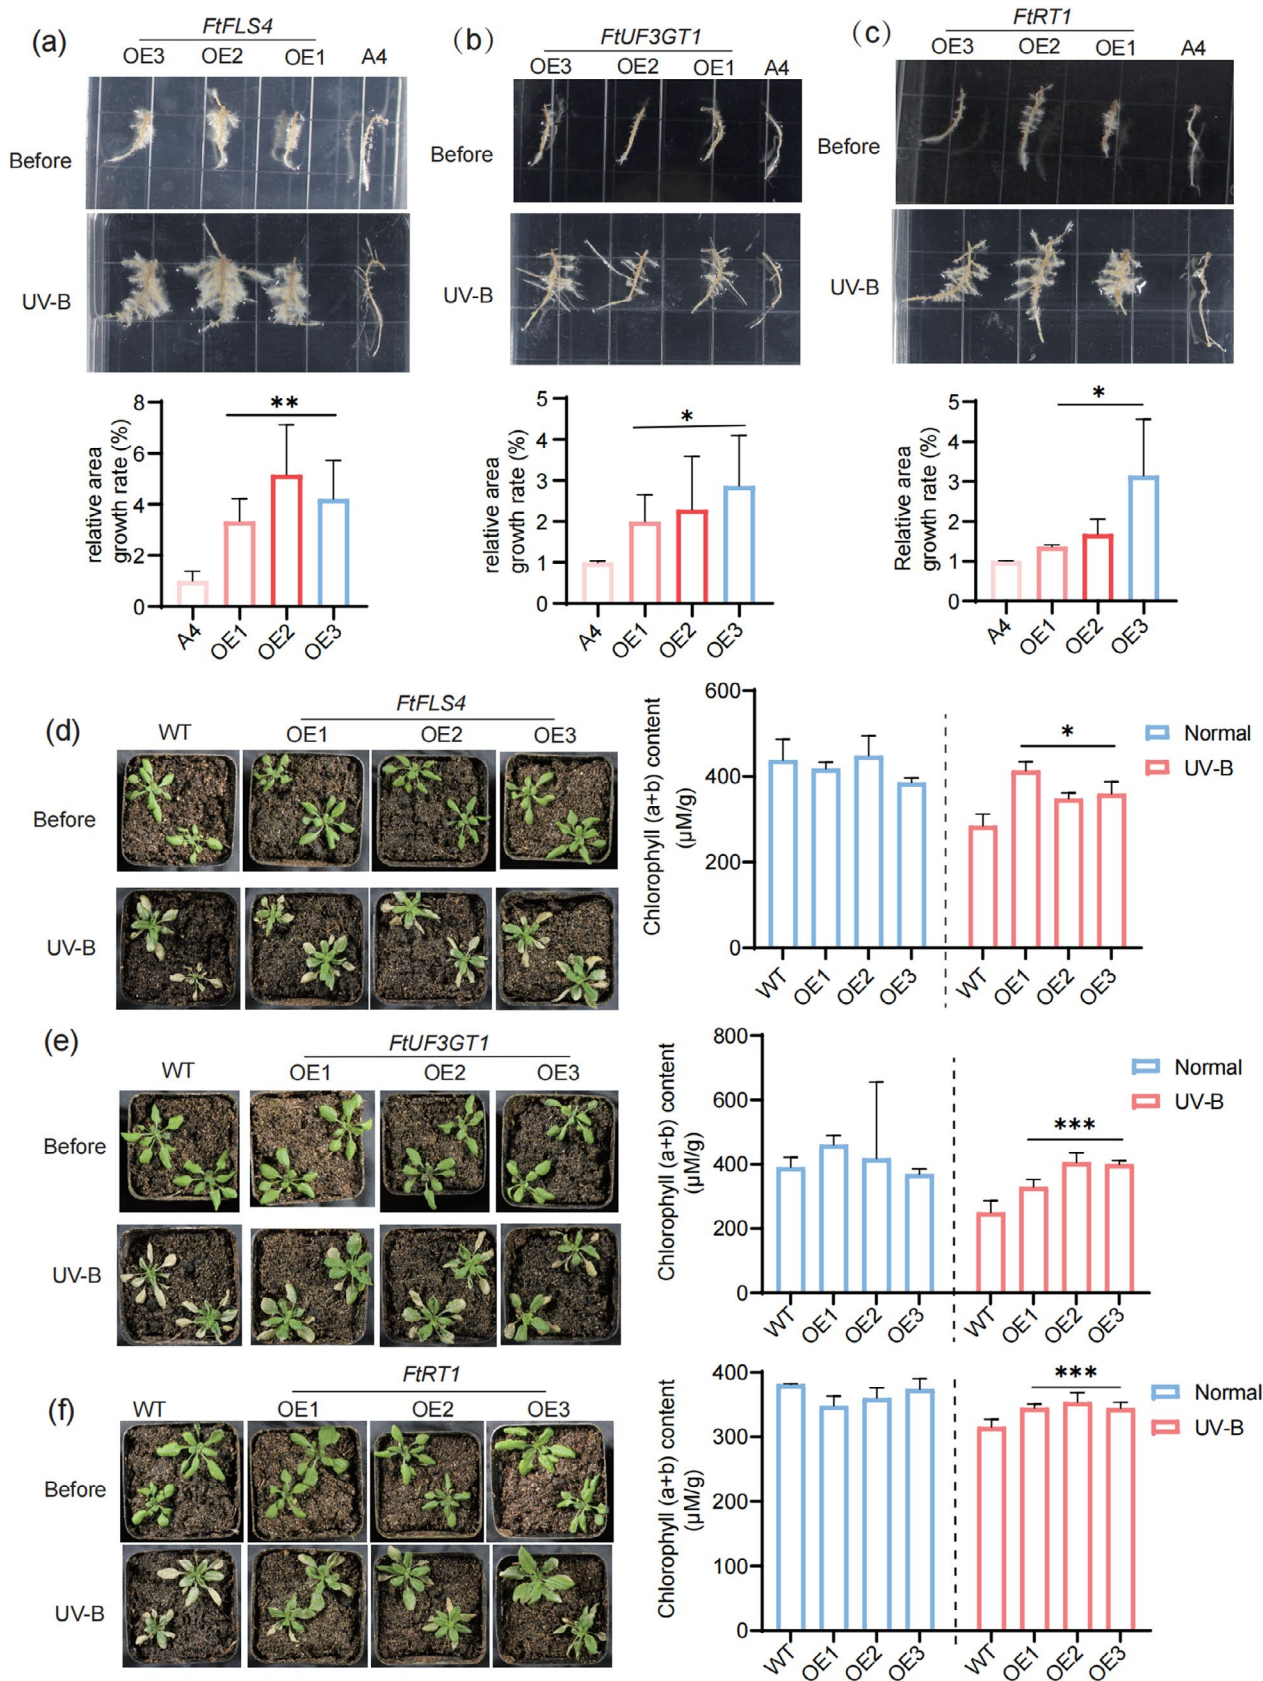 (a)
FtFLS4
OE3 OE2 OE1 A4
Before
UV-B
relative area
growth rate (%)
8
6
4
2
0
**
A4 OE1 OE2 OE3
(b)
FtUF3GT1
OE3 OE2 OE1 A4
Before
UV-B
relative area
growth rate (%)
5
4
3
2
1
0
*
A4 OE1 OE2 OE3
(c)
FtRT1
OE3 OE2 OE1 A4
Before
UV-B
Relative area
growth rate (%)
5
4
3
2
1
0
*
A4 OE1 OE2 OE3
(d)
FtFLS4
WT OE1 OE2 OE3
Before
UV-B
Chlorophyll (a+b) content
(µM/g)
600
400
200
0
*
Normal
UV-B
WT OE1 OE2 OE3 WT OE1 OE2 OE3
(e)
FtUF3GT1
WT OE1 OE2 OE3
Before
UV-B
Chlorophyll (a+b) content
(µM/g)
800
600
400
200
0
***
Normal
UV-B
WT OE1 OE2 OE3 WT OE1 OE2 OE3
(f)
FtRT1
WT OE1 OE2 OE3
Before
UV-B
Chlorophyll (a+b) content
(µM/g)
400
300
200
100
0
***
Normal
UV-B
WT OE1 OE2 OE3 WT OE1 OE2 OE3